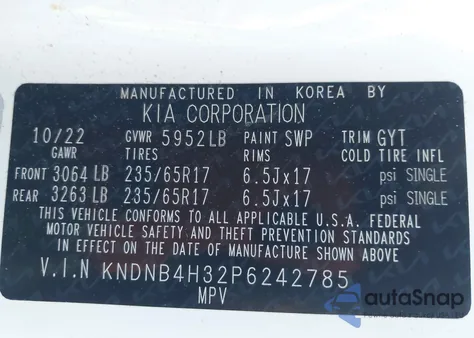 MANUFACTURED IN KOREA BY
KIA CORPORATION
10/22 GVWR 5952LB PAINT SWP TRIM GYT
GAWR TIRES RIMS COLD TIRE INFL
FRONT 3064 LB 235/65R17 6.5Jx17 psi SINGLE
REAR 3263 LB 235/65R17 6.5Jx17 psi SINGLE
THIS VEHICLE CONFORMS TO ALL APPLICABLE U.S.A. FEDERAL
MOTOR VEHICLE SAFETY AND THEFT PREVENTION STANDARDS
IN EFFECT ON THE DATE OF MANUFACTURE SHOWN ABOVE
V.I.N KNDNB4H32P6242785
MPV
autoSnap